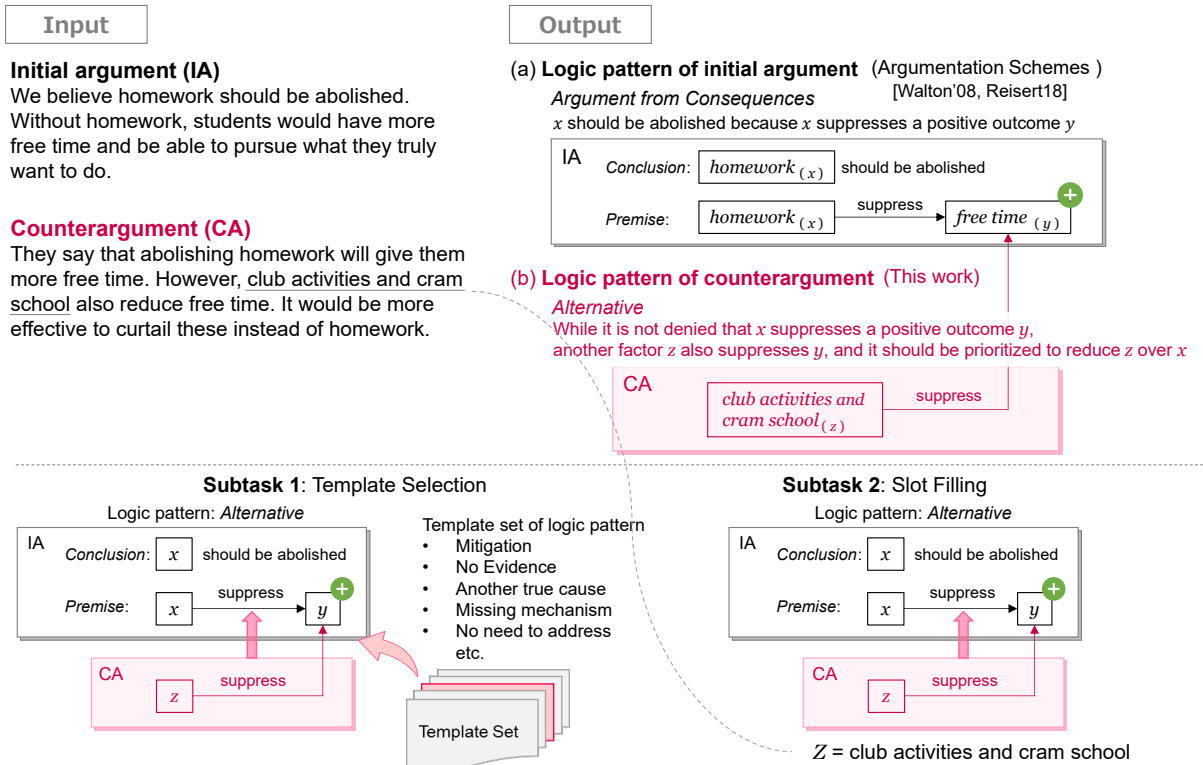 Input
Initial argument (IA)
We believe homework should be abolished.
Without homework, students would have more
free time and be able to pursue what they truly
want to do.
Counterargument (CA)
They say that abolishing homework will give them
more free time. However, club activities and cram
school also reduce free time. It would be more
effective to curtail these instead of homework.
Output
(a) Logic pattern of initial argument (Argumentation Schemes )
[Walton'08, Reisert18]
Argument from Consequences
x should be abolished because x suppresses a positive outcome y
IA
Conclusion: homework (x) should be abolished
Premise: homework (x) suppress free time (y)
+
(b) Logic pattern of counterargument (This work)
Alternative
While it is not denied that x suppresses a positive outcome y,
another factor z also suppresses y, and it should be prioritized to reduce z over x
CA
club activities and
cram school (z)
suppress
Subtask 1: Template Selection
Logic pattern: Alternative
IA
Conclusion: x should be abolished
Premise: x suppress y
+
CA
z suppress
Template set of logic pattern
• Mitigation
• No Evidence
• Another true cause
• Missing mechanism
• No need to address
etc.
Template Set
Subtask 2: Slot Filling
Logic pattern: Alternative
IA
Conclusion: x should be abolished
Premise: x suppress y
+
CA
z suppress
Z = club activities and cram school